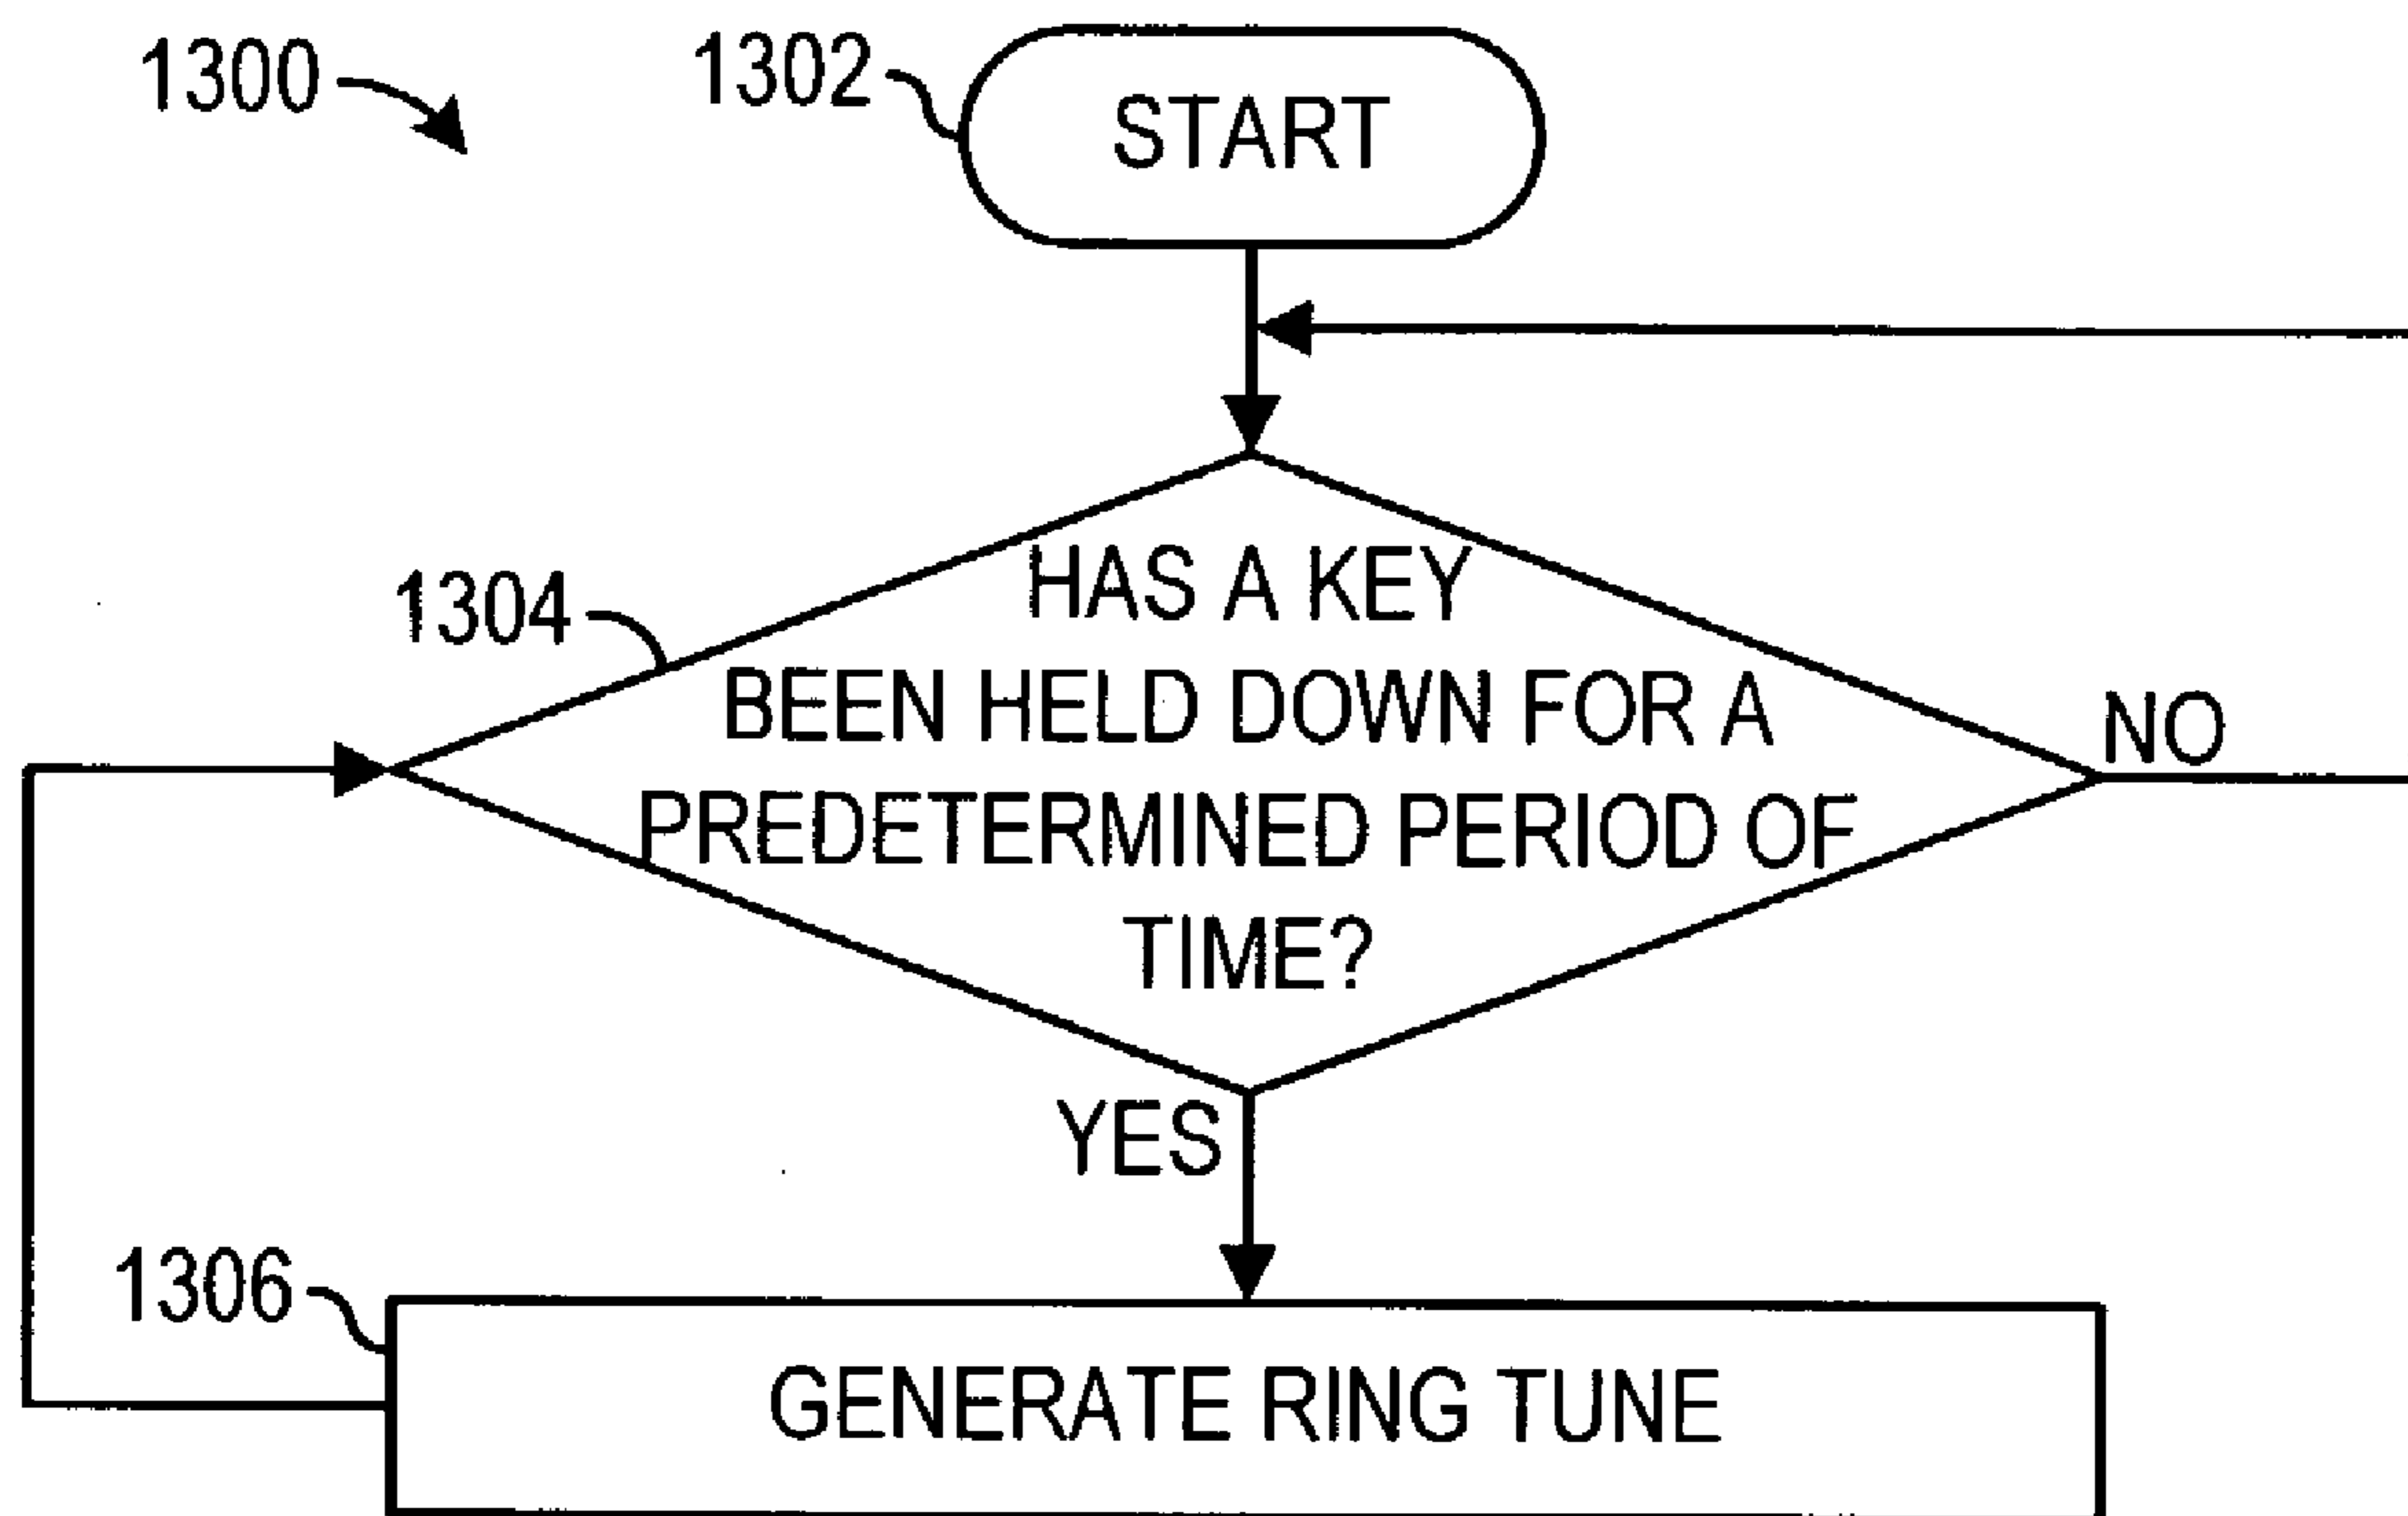 1300
1302
START
1304
HAS A KEY
BEEN HELD DOWN FOR A
PREDETERMINED PERIOD OF
TIME?
NO
YES
1306
GENERATE RING TUNE